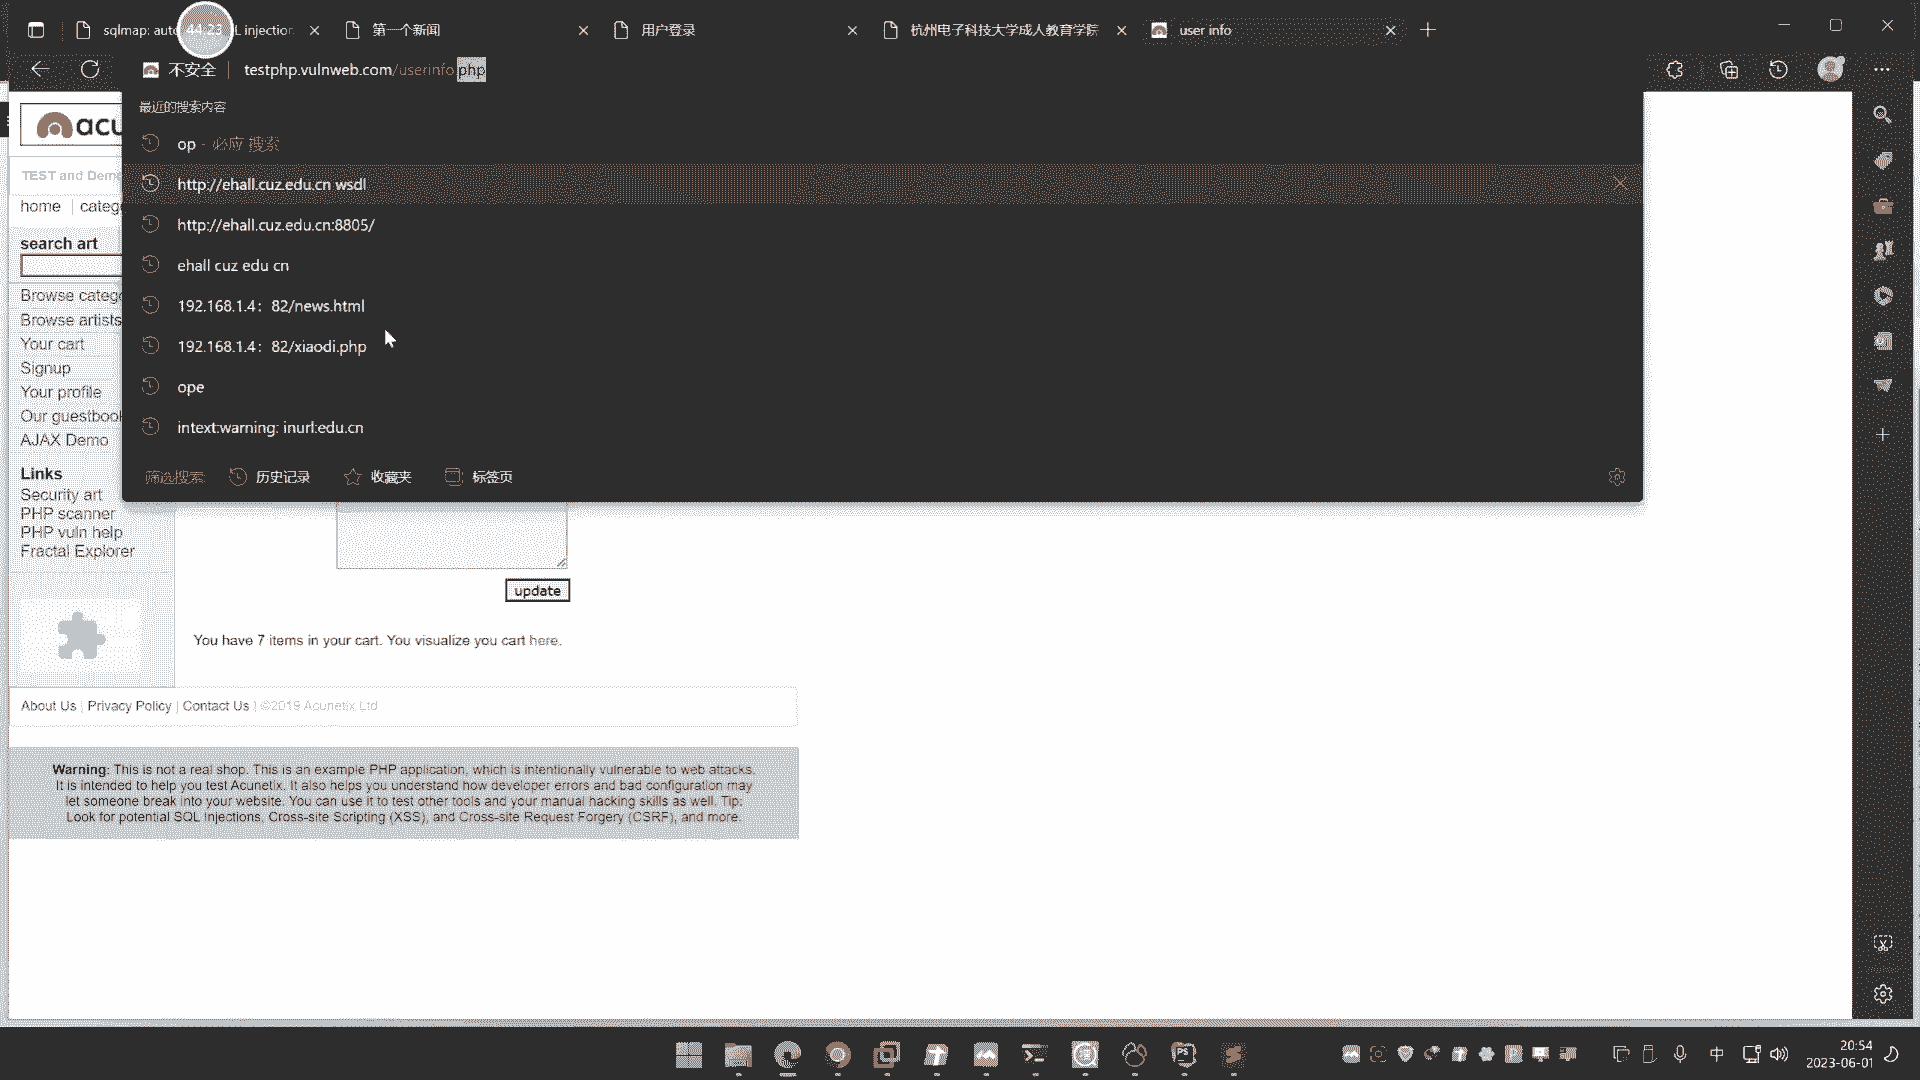 sqlmap: auto
44:23
L injection
第一个新闻
用户登录
杭州电子科技大学成人教育学院
user info
不安全
testphp.vulnweb.com/userinfo.php
最近的搜索内容
acu
op - 必应 搜索
TEST and Demo
http://ehall.cuz.edu.cn wsdl
home
categ
http://ehall.cuz.edu.cn:8805/
search art
ehall cuz edu cn
Browse catego
192.168.1.4：82/news.html
Browse artists
Your cart
192.168.1.4：82/xiaodi.php
Signup
Your profile
ope
Our guestbook
intext:warning: inurl:edu.cn
AJAX Demo
筛选搜索:
历史记录
收藏夹
标签页
Links
Security art
PHP scanner
PHP vuln help
Fractal Explorer
update
You have 7 items in your cart. You visualize you cart here.
About Us | Privacy Policy | Contact Us | ©2019 Acunetix Ltd
Warning: This is not a real shop. This is an example PHP application, which is intentionally vulnerable to web attacks.
It is intended to help you test Acunetix. It also helps you understand how developer errors and bad configuration may
let someone break into your website. You can use it to test other tools and your manual hacking skills as well. Tip:
Look for potential SQL Injections, Cross-site Scripting (XSS), and Cross-site Request Forgery (CSRF), and more.
PS
中
20:54
2023-06-01